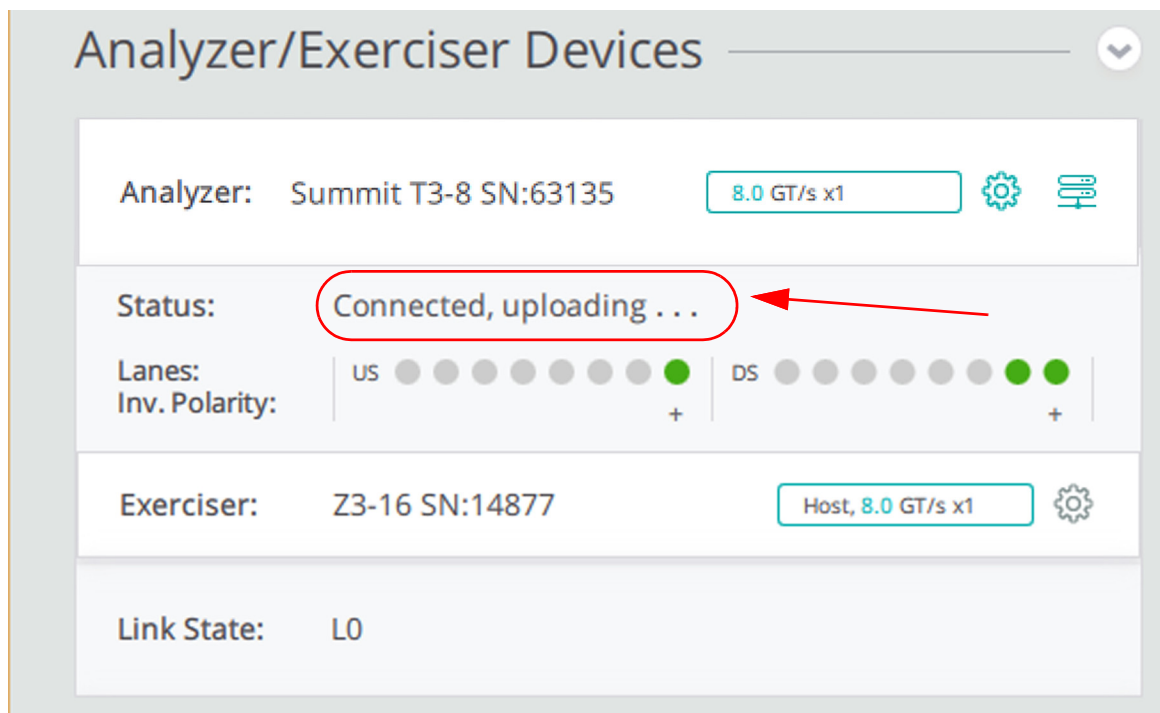 Analyzer/Exerciser Devices
Analyzer: Summit T3-8 SN:63135 8.0 GT/s x1
Status: Connected, uploading . . .
Lanes: US DS
Inv. Polarity: + +
Exerciser: Z3-16 SN:14877 Host, 8.0 GT/s x1
Link State: L0